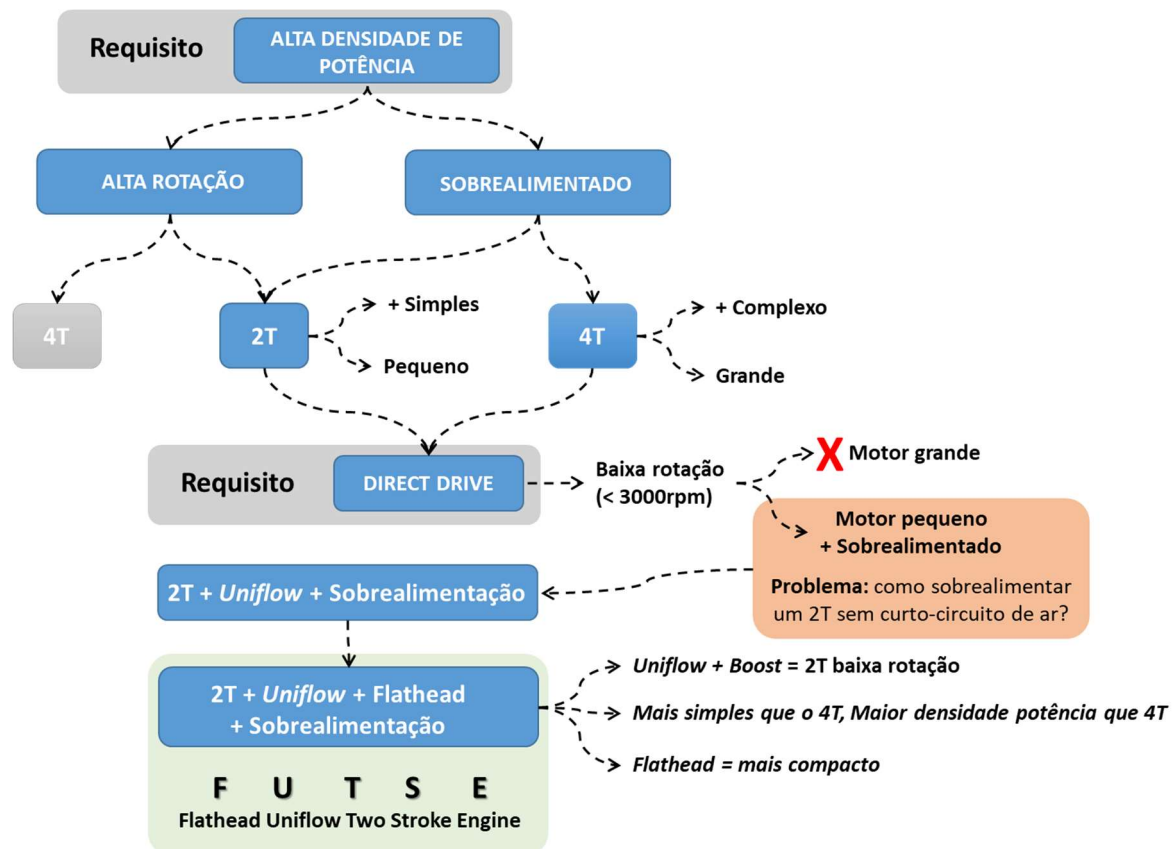 Requisito
ALTA DENSIDADE DE
POTÊNCIA
ALTA ROTAÇÃO
SOBREALIMENTADO
4T
2T
+ Simples
Pequeno
4T
+ Complexo
Grande
Requisito
DIRECT DRIVE
Baixa rotação
(< 3000rpm)
X Motor grande
Motor pequeno
+ Sobrealimentado
Problema: como sobrealimentar
um 2T sem curto-circuito de ar?
2T + Uniflow + Sobrealimentação
2T + Uniflow + Flathead
+ Sobrealimentação
Uniflow + Boost = 2T baixa rotação
Mais simples que o 4T, Maior densidade potência que 4T
Flathead = mais compacto
F U T S E
Flathead Uniflow Two Stroke Engine